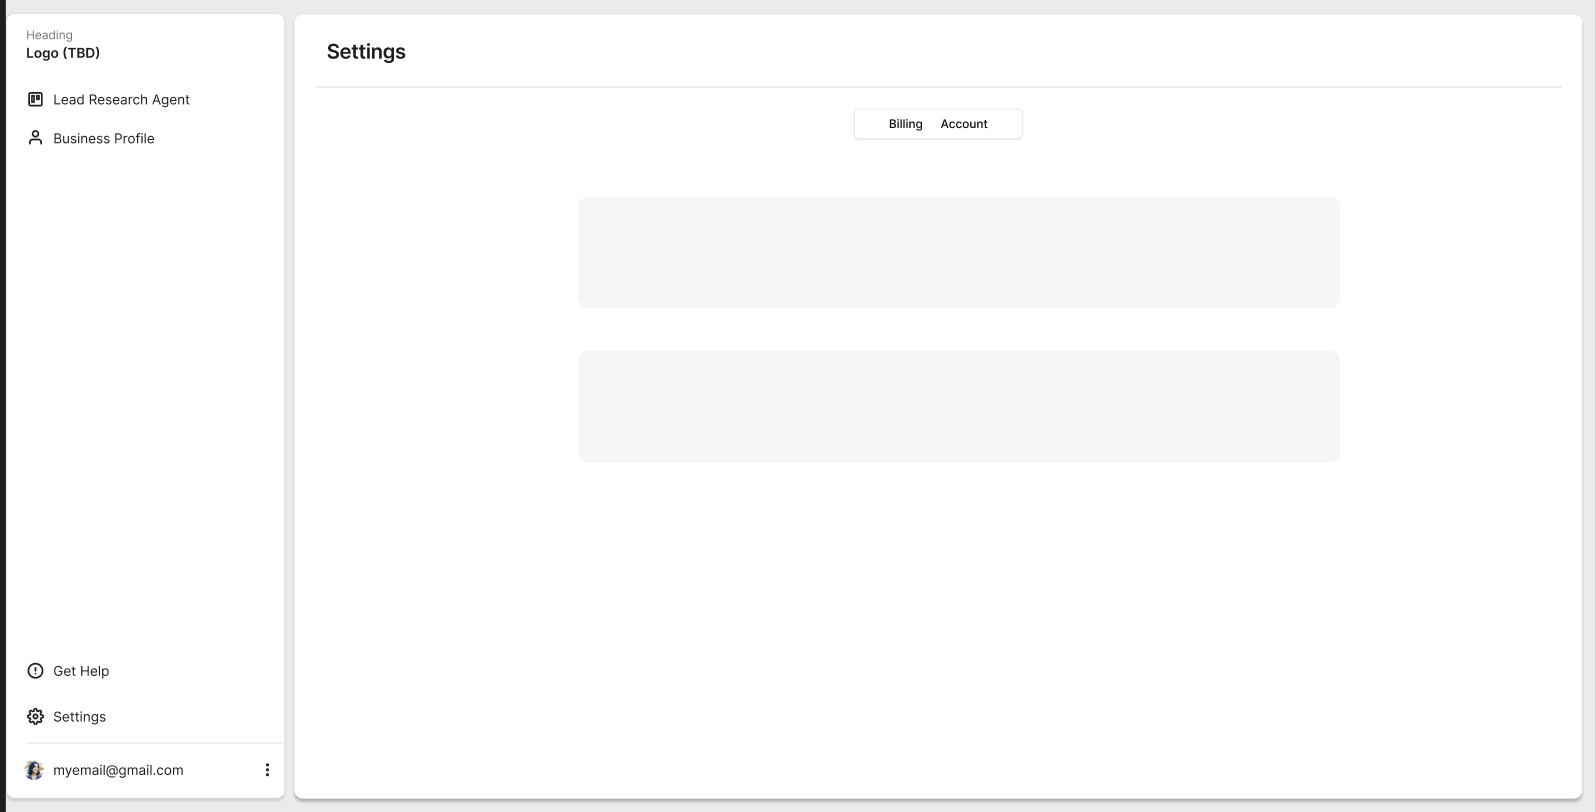 Heading
Logo (TBD)
Lead Research Agent
Business Profile
Get Help
Settings
myemail@gmail.com
Settings
Billing Account